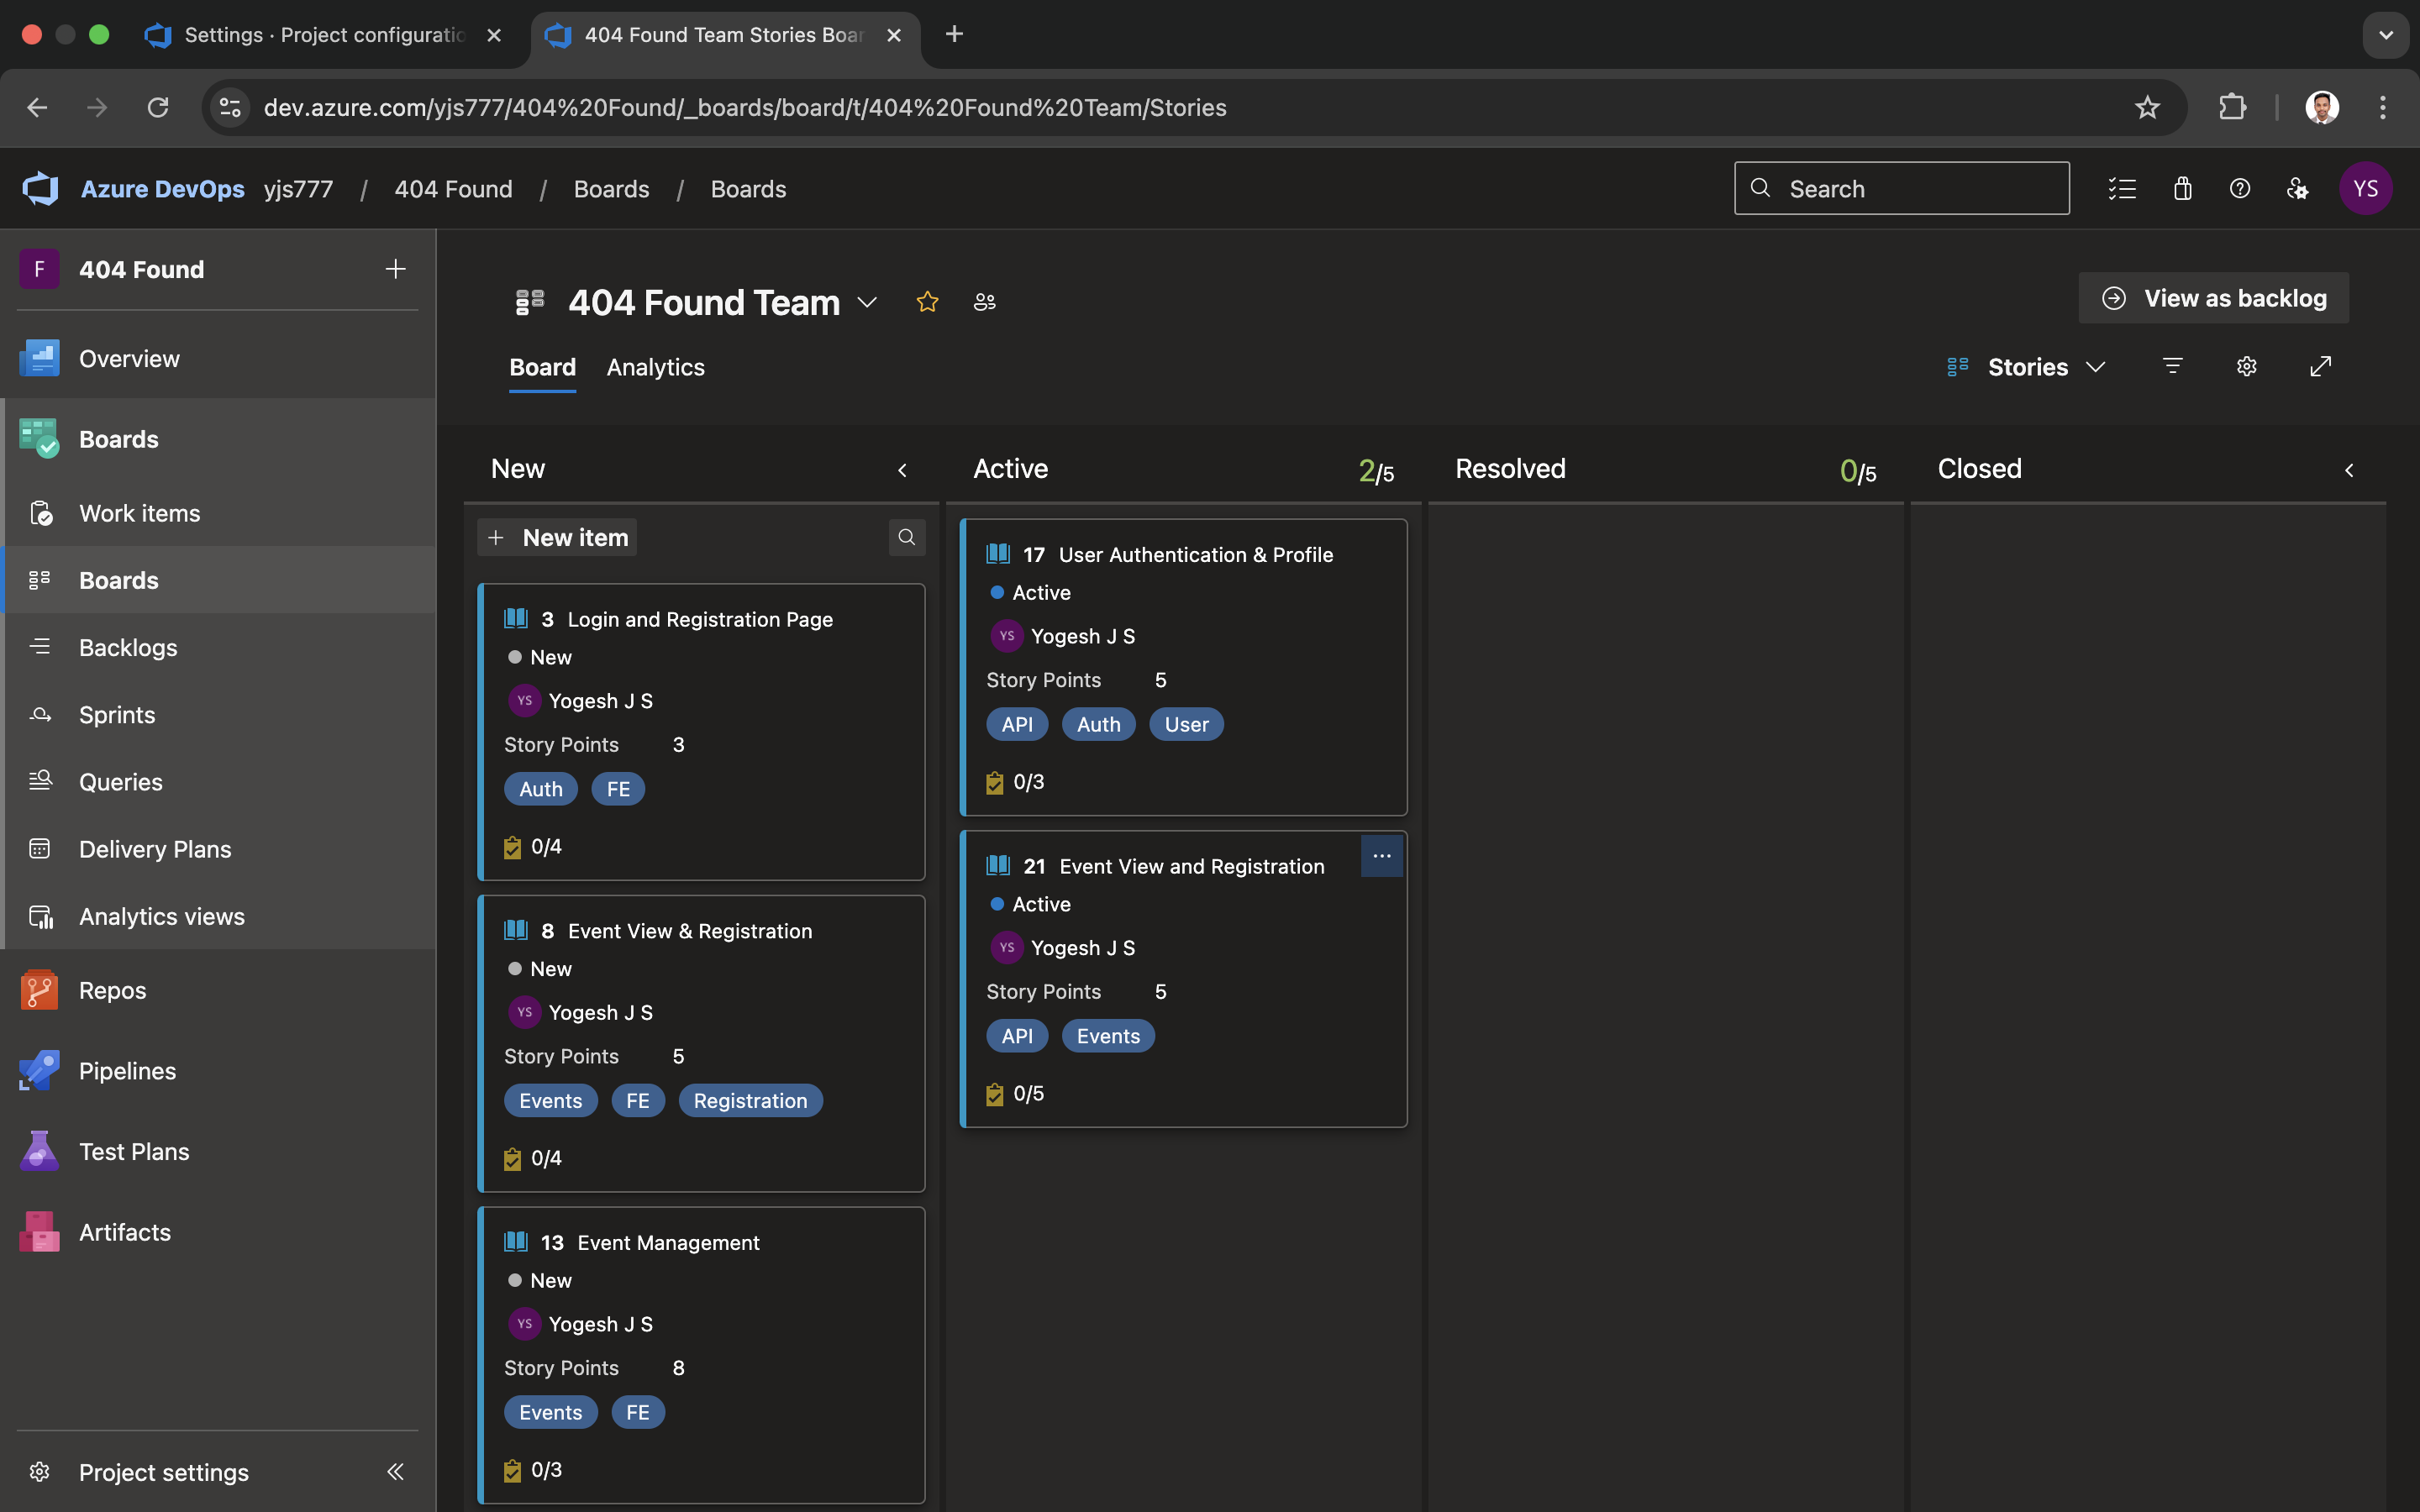 Settings · Project configuratio
404 Found Team Stories Boar
dev.azure.com/yjs777/404%20Found/_boards/board/t/404%20Found%20Team/Stories
Azure DevOps yjs777 / 404 Found / Boards / Boards
Search
YS
F 404 Found
Overview
Boards
Work items
Boards
Backlogs
Sprints
Queries
Delivery Plans
Analytics views
Repos
Pipelines
Test Plans
Artifacts
Project settings
404 Found Team
View as backlog
Board Analytics
Stories
New
New item
3 Login and Registration Page
New
YS Yogesh J S
Story Points 3
Auth FE
0/4
8 Event View & Registration
New
YS Yogesh J S
Story Points 5
Events FE Registration
0/4
13 Event Management
New
YS Yogesh J S
Story Points 8
Events FE
0/3
Active 2/5
17 User Authentication & Profile
Active
YS Yogesh J S
Story Points 5
API Auth User
0/3
21 Event View and Registration
Active
YS Yogesh J S
Story Points 5
API Events
0/5
Resolved 0/5
Closed